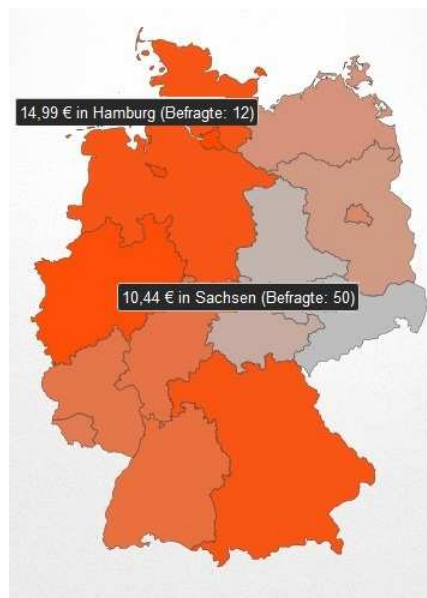 14,99 € in Hamburg (Befragte: 12)
10,44 € in Sachsen (Befragte: 50)